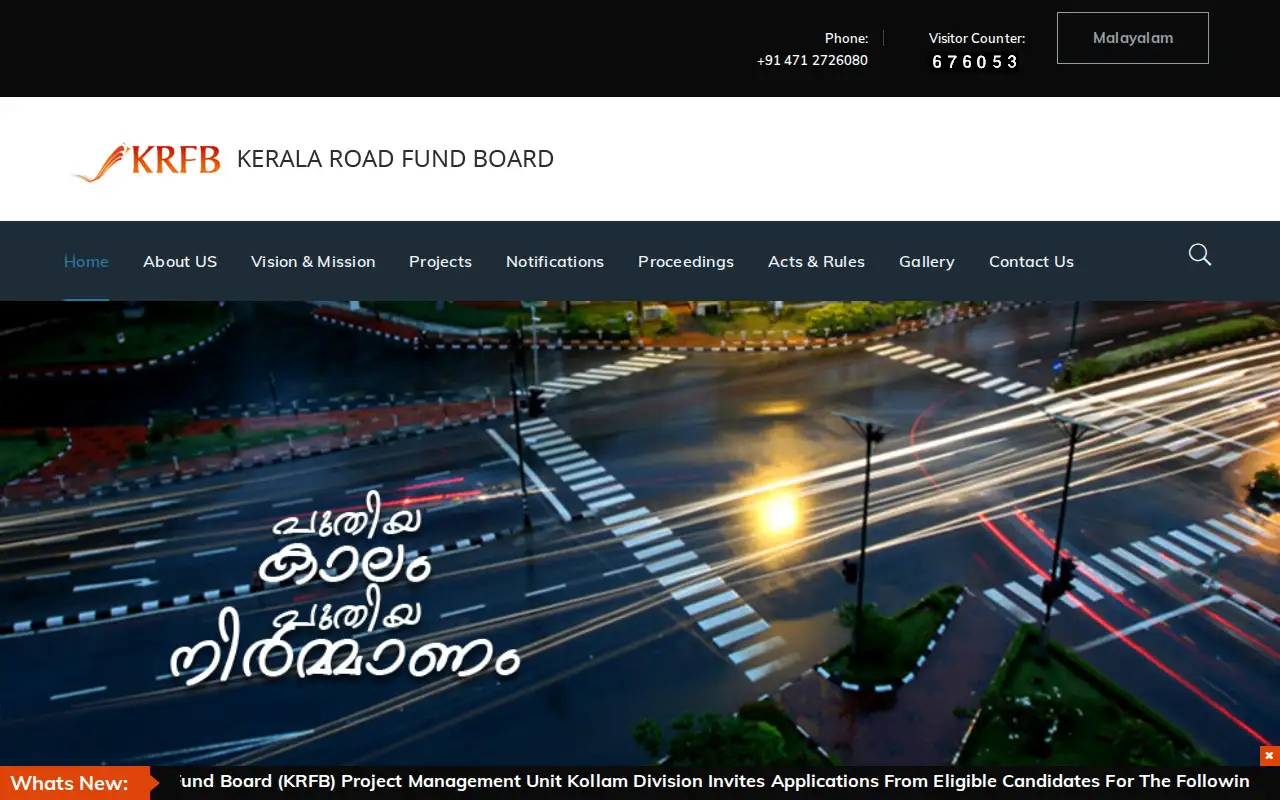 Phone:
+91 471 2726080
Visitor Counter:
676053
Malayalam
KRFB
KERALA ROAD FUND BOARD
Home
About US
Vision & Mission
Projects
Notifications
Proceedings
Acts & Rules
Gallery
Contact Us
പുതിയ
കാലം
പുതിയ
നിർമ്മാണം
Whats New:
Fund Board (KRFB) Project Management Unit Kollam Division Invites Applications From Eligible Candidates For The Followin